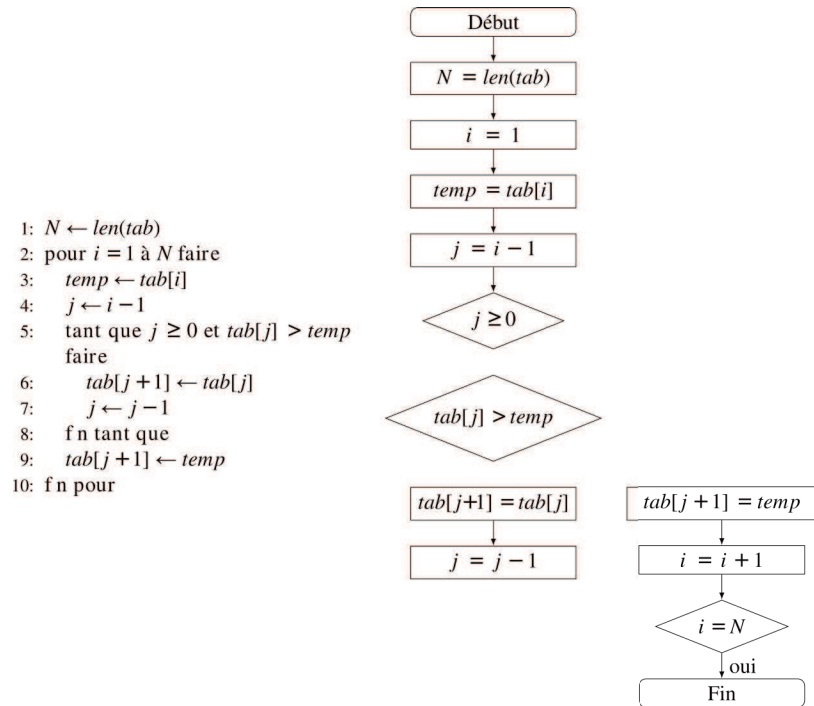 1: N ← len(tab)
2: pour i = 1 à N faire
3: temp ← tab[i]
4: j ← i − 1
5: tant que j ≥ 0 et tab[j] > temp
faire
6: tab[j + 1] ← tab[j]
7: j ← j − 1
8: f n tant que
9: tab[j + 1] ← temp
10: f n pour
Début
N = len(tab)
i = 1
temp = tab[i]
j = i − 1
j ≥ 0
tab[j] > temp
tab[j+1] = tab[j]
j = j − 1
tab[j + 1] = temp
i = i + 1
i = N
oui
Fin